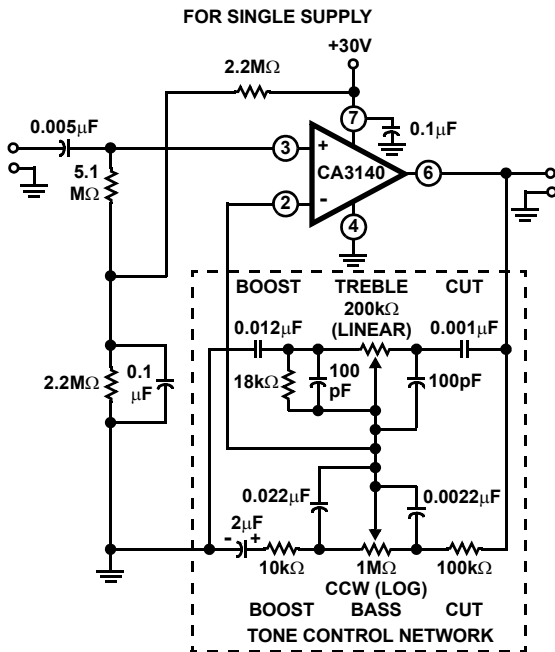 FOR SINGLE SUPPLY
+30V
2.2MΩ
0.005μF
7
0.1μF
3
+
CA3140
6
5.1
MΩ
2
-
4
BOOST
TREBLE
CUT
200kΩ
(LINEAR)
0.012μF
0.001μF
18kΩ
100
pF
100pF
2.2MΩ
0.1
μF
0.022μF
0.0022μF
- 2μF +
10kΩ
1MΩ
100kΩ
CCW (LOG)
BOOST
BASS
CUT
TONE CONTROL NETWORK